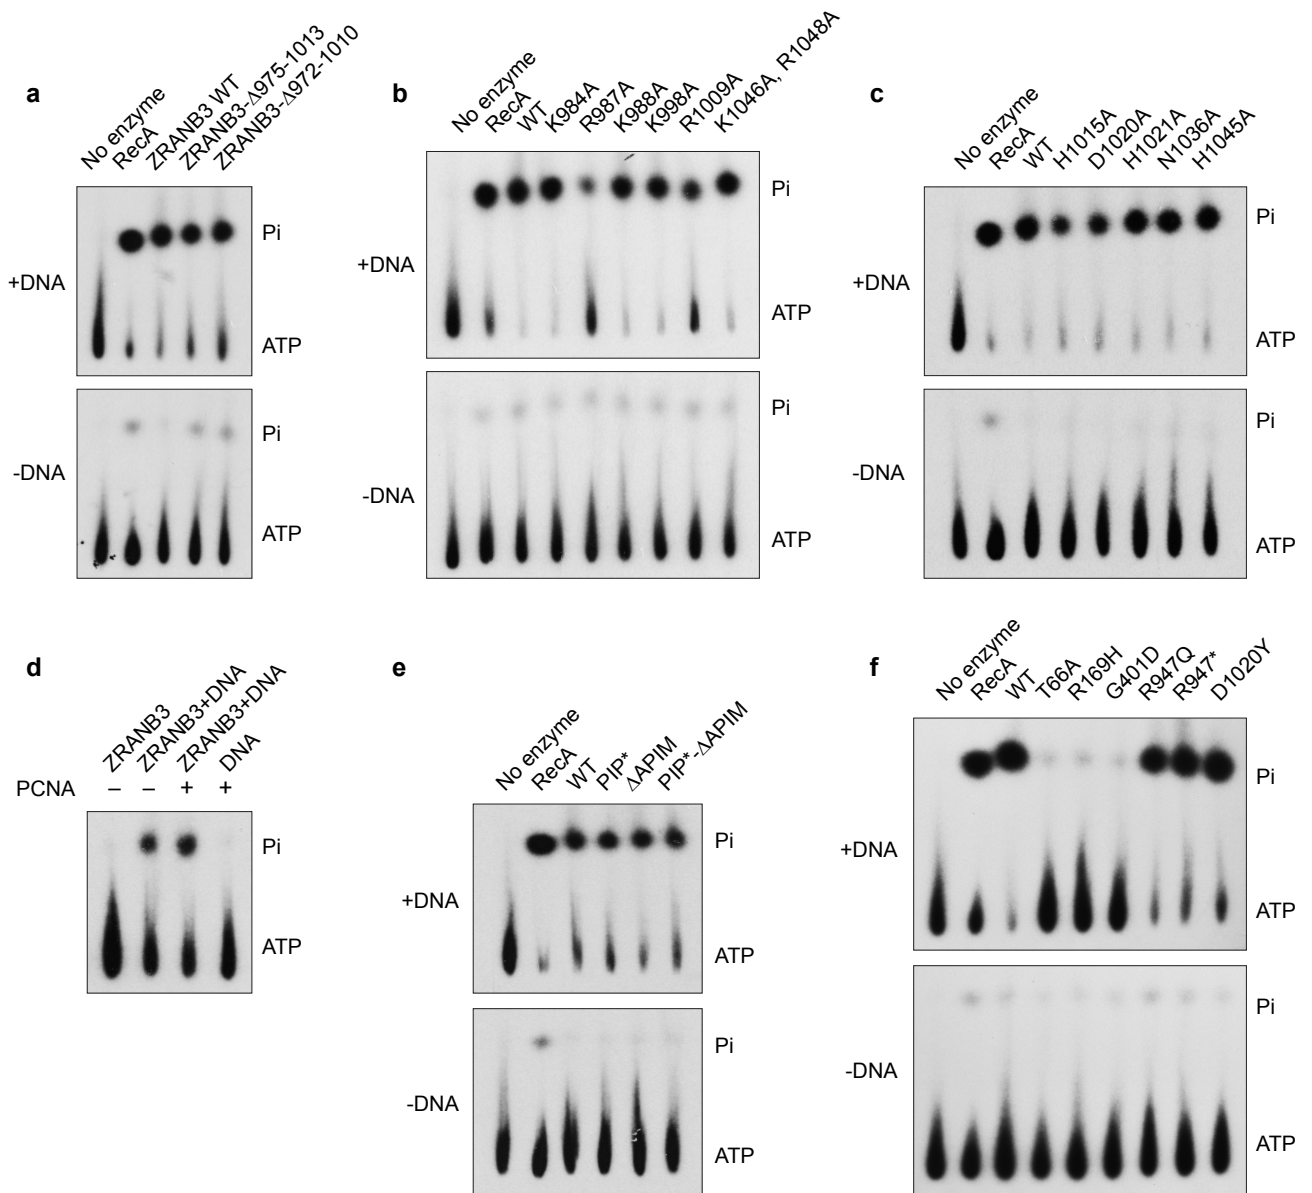 a
No enzyme
RecA
ZRANB3 WT
ZRANB3-Δ975-1013
ZRANB3-Δ972-1010
+DNA
Pi
ATP
-DNA
Pi
ATP
b
No enzyme
RecA
WT
K984A
R987A
K988A
K998A
R1009A
K1046A, R1048A
+DNA
Pi
ATP
-DNA
Pi
ATP
c
No enzyme
RecA
WT
H1015A
D1020A
H1021A
N1036A
H1045A
+DNA
Pi
ATP
-DNA
Pi
ATP
d
ZRANB3
ZRANB3+DNA
ZRANB3+DNA
DNA
PCNA – – + +
Pi
ATP
e
No enzyme
RecA
WT
PIP*
ΔAPIM
PIP*-ΔAPIM
+DNA
Pi
ATP
-DNA
Pi
ATP
f
No enzyme
RecA
WT
T66A
R169H
G401D
R947Q
R947*
D1020Y
+DNA
Pi
ATP
-DNA
Pi
ATP